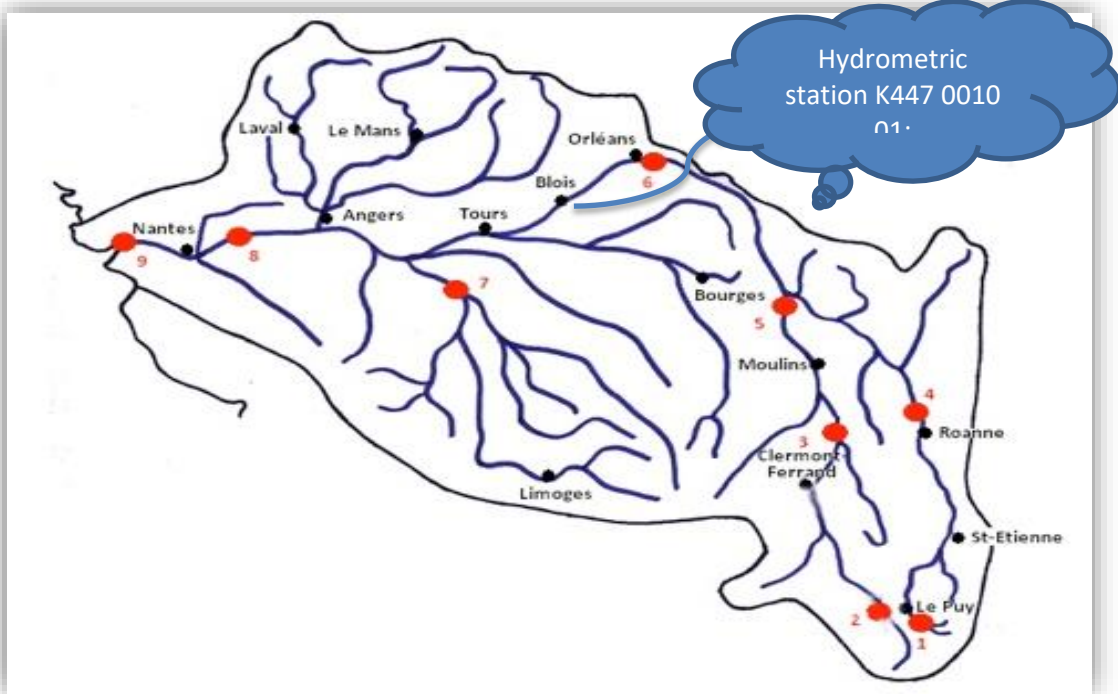 Hydrometric
station K447 0010
01:
Laval
Le Mans
Orléans
6
Blois
Angers
Tours
Nantes
9
8
7
Bourges
5
Moulins
4
Roanne
3
Clermont-
Ferrand
Limoges
St-Etienne
2
Le Puy
1